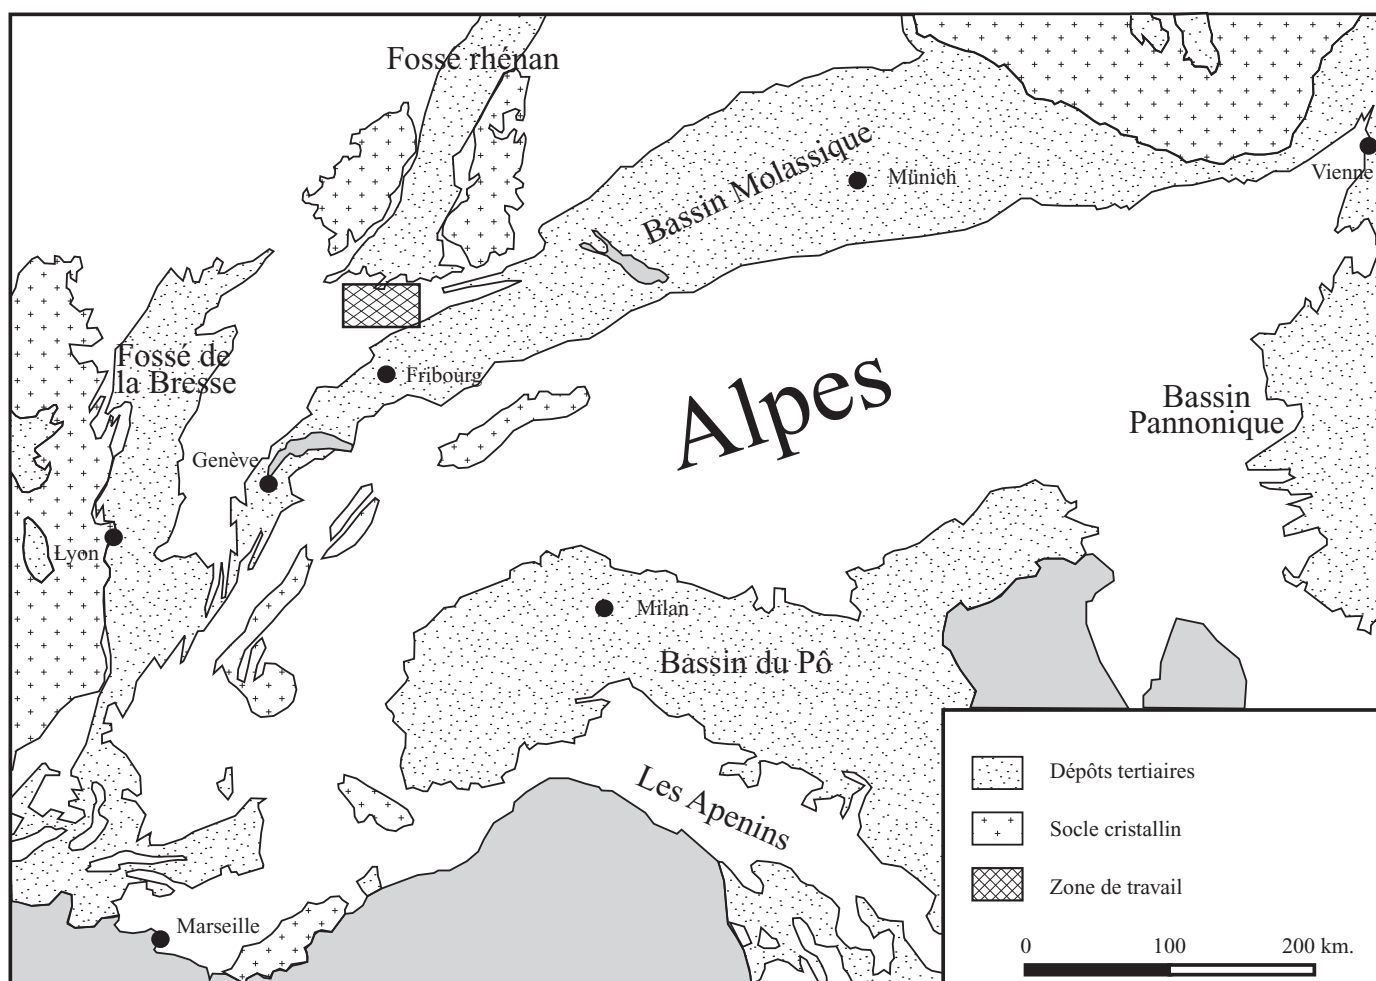 Fossé rhénan
Bassin Molassique
Münich
Vienne
Fossé de
la Bresse
Fribourg
Alpes
Bassin
Pannonique
Genève
Lyon
Milan
Bassin du Pô
Les Apenins
Marseille
Dépôts tertiaires
Socle cristallin
Zone de travail
0 100 200 km.